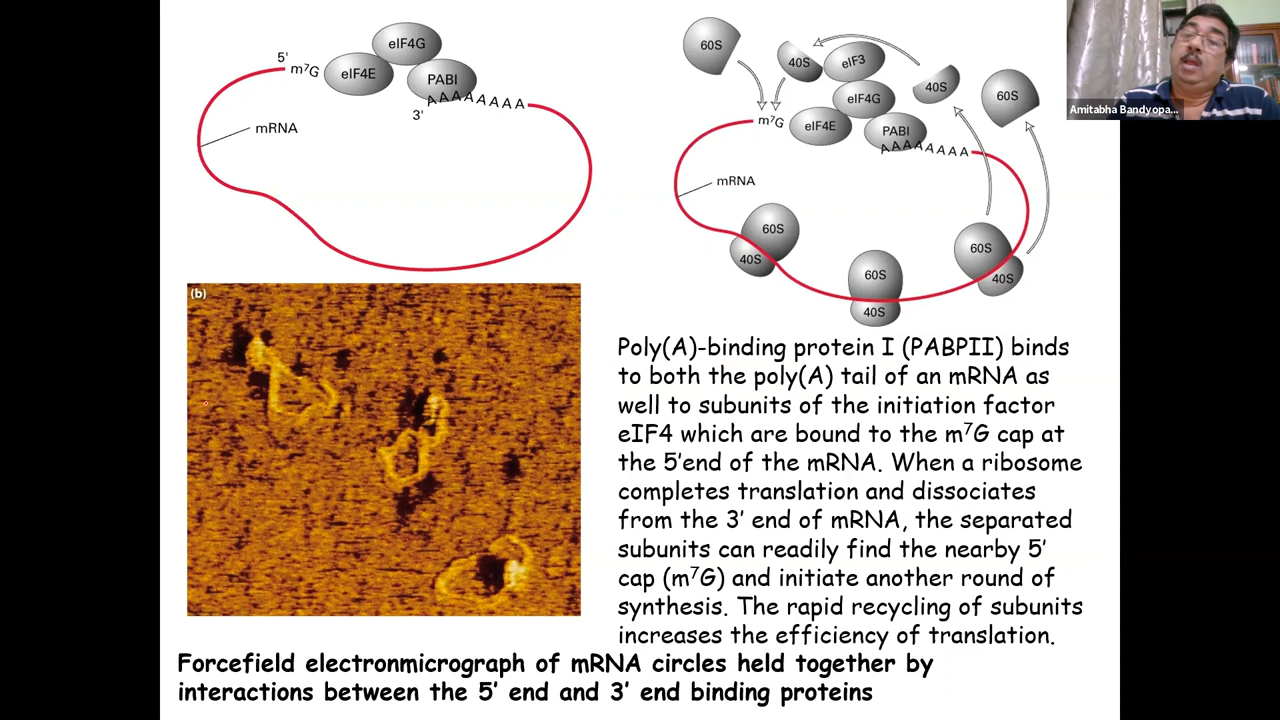 eIF4G
5'
m⁷G
eIF4E
PABI
AAAAAAAA
3'
mRNA
60S
40S
eIF3
40S
60S
eIF4G
m⁷G
eIF4E
PABI
AAAAAAAA
mRNA
60S
40S
60S
40S
60S
40S
Amitabha Bandyopa...
(b)
Poly(A)-binding protein I (PABPII) binds
to both the poly(A) tail of an mRNA as
well to subunits of the initiation factor
eIF4 which are bound to the m⁷G cap at
the 5'end of the mRNA. When a ribosome
completes translation and dissociates
from the 3' end of mRNA, the separated
subunits can readily find the nearby 5'
cap (m⁷G) and initiate another round of
synthesis. The rapid recycling of subunits
increases the efficiency of translation.
Forcefield electronmicrograph of mRNA circles held together by
interactions between the 5' end and 3' end binding proteins